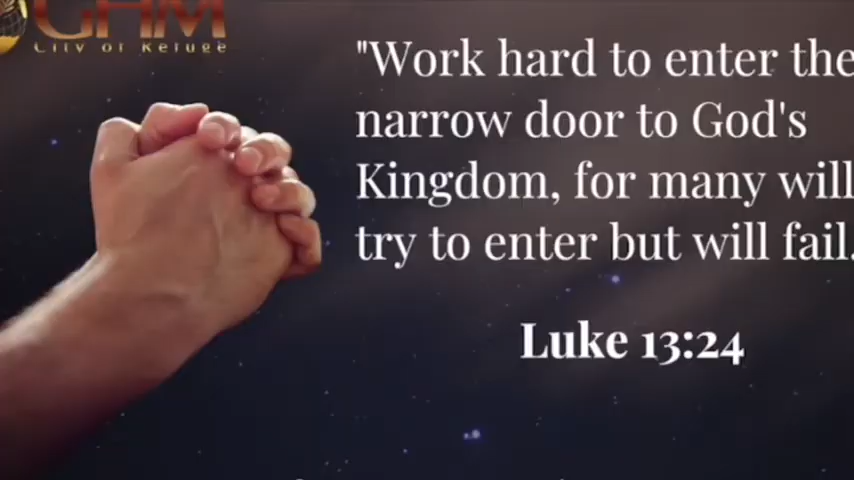 GHM
City of Refuge
"Work hard to enter the
narrow door to God's
Kingdom, for many will
try to enter but will fail.
Luke 13:24